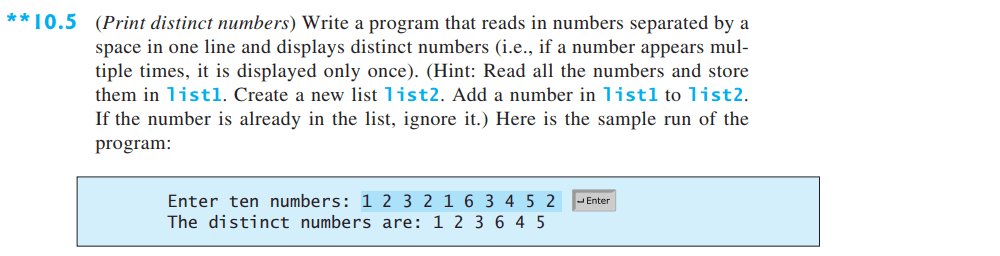 **10.5 (Print distinct numbers) Write a program that reads in numbers separated by a
space in one line and displays distinct numbers (i.e., if a number appears mul-
tiple times, it is displayed only once). (Hint: Read all the numbers and store
them in list1. Create a new list list2. Add a number in list1 to list2.
If the number is already in the list, ignore it.) Here is the sample run of the
program:
Enter ten numbers: 1 2 3 2 1 6 3 4 5 2 ↵Enter
The distinct numbers are: 1 2 3 6 4 5